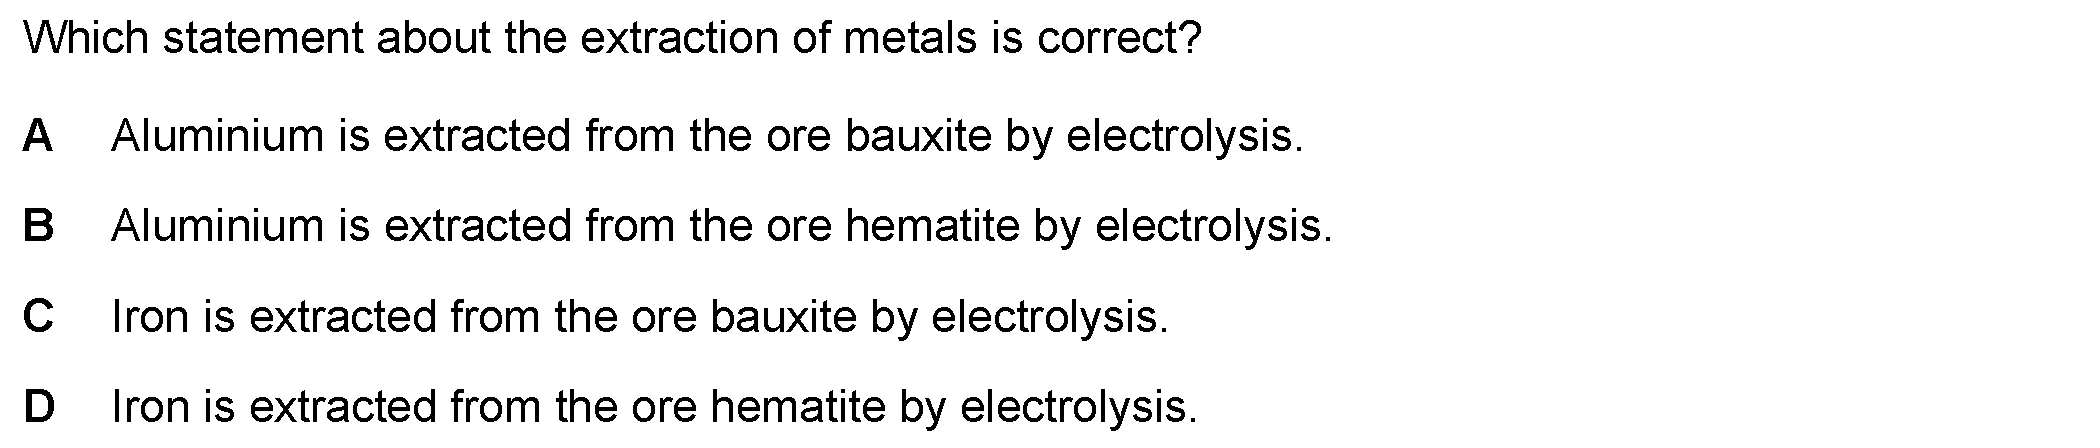 Which statement about the extraction of metals is correct?
A Aluminium is extracted from the ore bauxite by electrolysis.
B Aluminium is extracted from the ore hematite by electrolysis.
C Iron is extracted from the ore bauxite by electrolysis.
D Iron is extracted from the ore hematite by electrolysis.